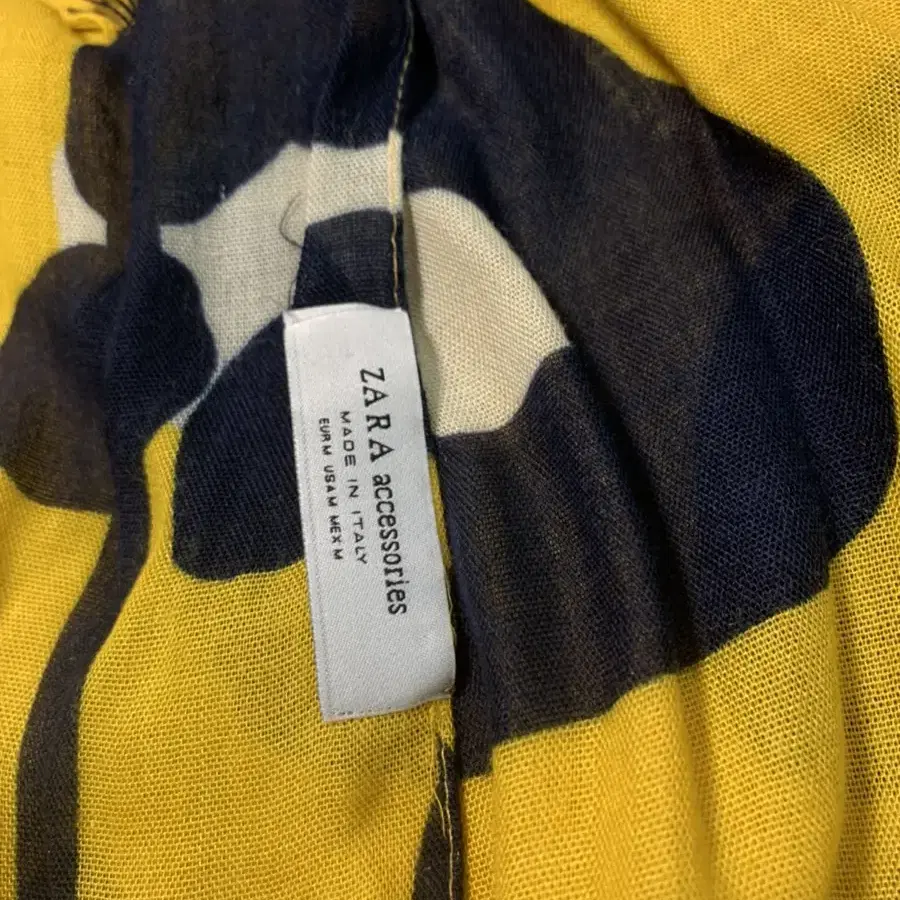 ZARA accessories
MADE IN ITALY
EUR M USA M MEX M